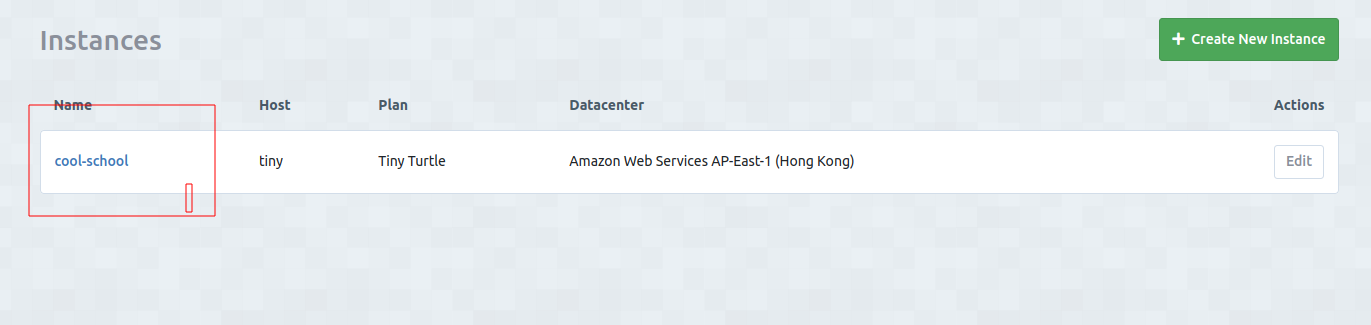 Instances
+ Create New Instance
Name Host Plan Datacenter Actions
cool-school tiny Tiny Turtle Amazon Web Services AP-East-1 (Hong Kong) Edit